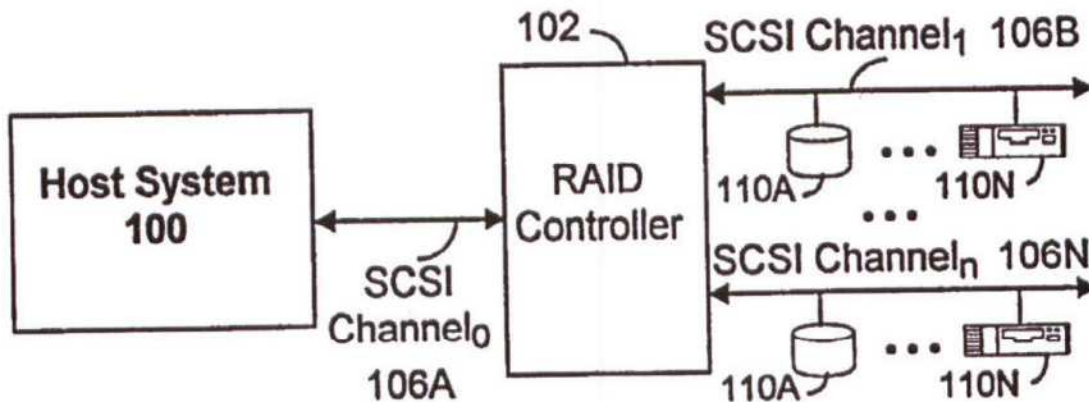 102
SCSI Channel1 106B
Host System
100
RAID
Controller
110A
110N
SCSI
Channel0
106A
SCSI Channeln 106N
110A
110N